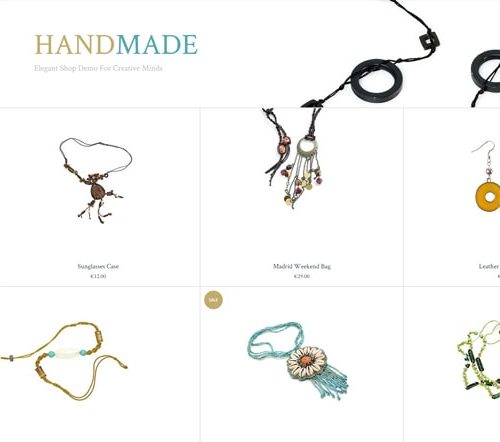 HANDMADE
Elegant Shop Demo For Creative Minds
Sunglasses Case
€12.00
Madrid Weekend Bag
€29.00
Leather
SALE